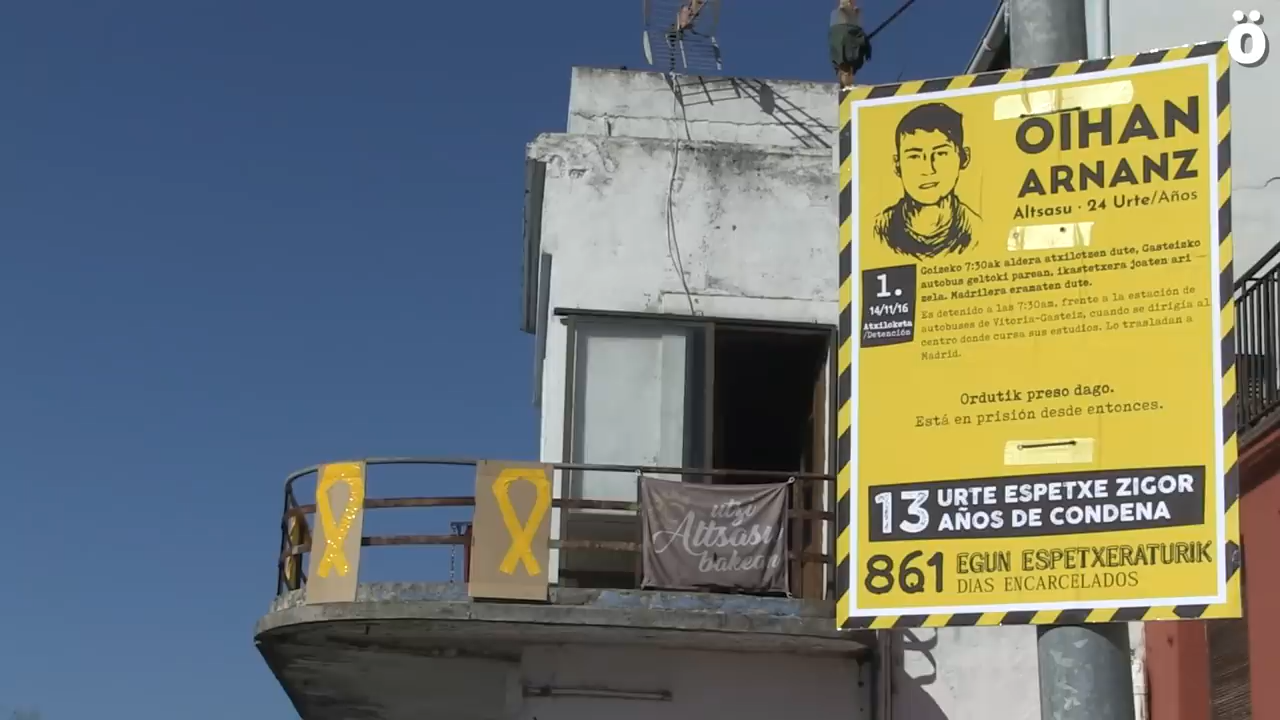 ö
OIHAN
ARNANZ
Altsasu · 24 Urte/Años
1.
14/11/16
Atxiloketa
/Detención
Goizeko 7:30ak aldera atxilotzen dute, Gasteizko
autobus geltoki parean, ikastetxera joaten ari
zela. Madrilera eramaten dute.
Es detenido a las 7:30am, frente a la estación de
autobuses de Vitoria-Gasteiz, cuando se dirigía al
centro donde cursa sus estudios. Lo trasladan a
Madrid.
Ordutik preso dago.
Está en prisión desde entonces.
13 URTE ESPETXE ZIGOR
AÑOS DE CONDENA
861 EGUN ESPETXERATURIK
DIAS ENCARCELADOS
utzi
Altsasu
bakean